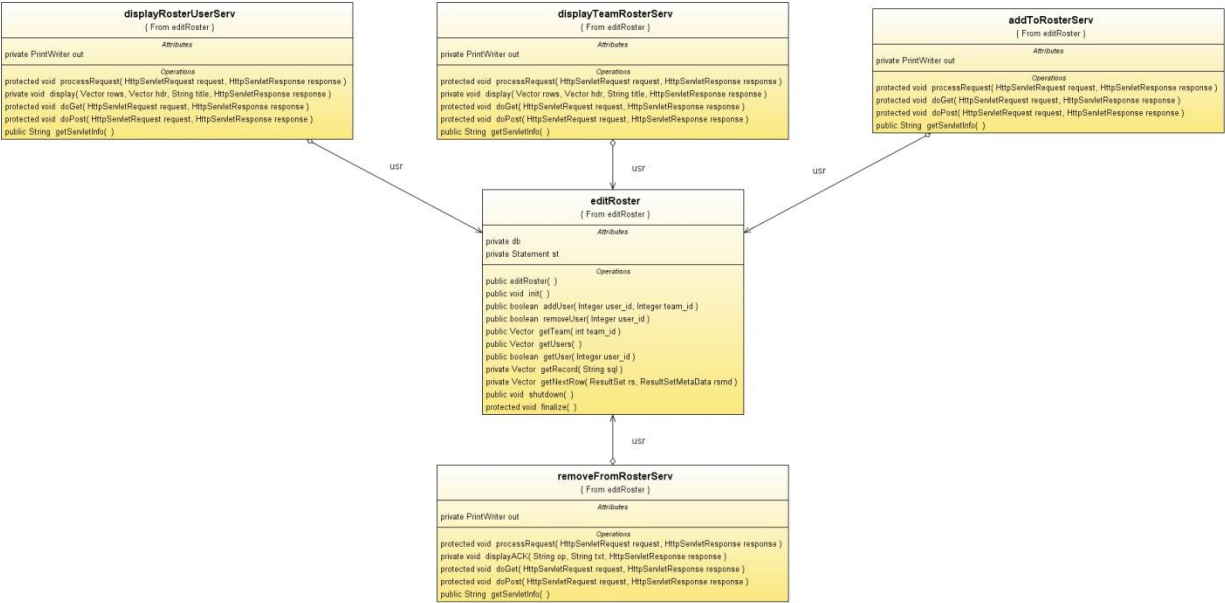 displayRosterUserServ
{ From editRoster }
Attributes
private PrintWriter out
Operations
protected void processRequest( HttpServletRequest request, HttpServletResponse response )
private void display( Vector rows, Vector hdr, String title, HttpServletResponse response )
protected void doGet( HttpServletRequest request, HttpServletResponse response )
protected void doPost( HttpServletRequest request, HttpServletResponse response )
public String getServletInfo( )
displayTeamRosterServ
{ From editRoster }
Attributes
private PrintWriter out
Operations
protected void processRequest( HttpServletRequest request, HttpServletResponse response )
private void display( Vector rows, Vector hdr, String title, HttpServletResponse response )
protected void doGet( HttpServletRequest request, HttpServletResponse response )
protected void doPost( HttpServletRequest request, HttpServletResponse response )
public String getServletInfo( )
addToRosterServ
{ From editRoster }
Attributes
private PrintWriter out
Operations
protected void processRequest( HttpServletRequest request, HttpServletResponse response )
protected void doGet( HttpServletRequest request, HttpServletResponse response )
protected void doPost( HttpServletRequest request, HttpServletResponse response )
public String getServletInfo( )
usr
usr
usr
editRoster
{ From editRoster }
Attributes
private db
private Statement st
Operations
public editRoster( )
public void init( )
public boolean addUser( Integer user_id, Integer team_id )
public boolean removeUser( Integer user_id )
public Vector getTeam( int team_id )
public Vector getUsers( )
public boolean getUser( Integer user_id )
private Vector getRecord( String sql )
private Vector getNextRow( ResultSet rs, ResultSetMetaData rsmd )
public void shutdown( )
protected void finalize( )
usr
removeFromRosterServ
{ From editRoster }
Attributes
private PrintWriter out
Operations
protected void processRequest( HttpServletRequest request, HttpServletResponse response )
private void displayACK( String op, String txt, HttpServletResponse response )
protected void doGet( HttpServletRequest request, HttpServletResponse response )
protected void doPost( HttpServletRequest request, HttpServletResponse response )
public String getServletInfo( )